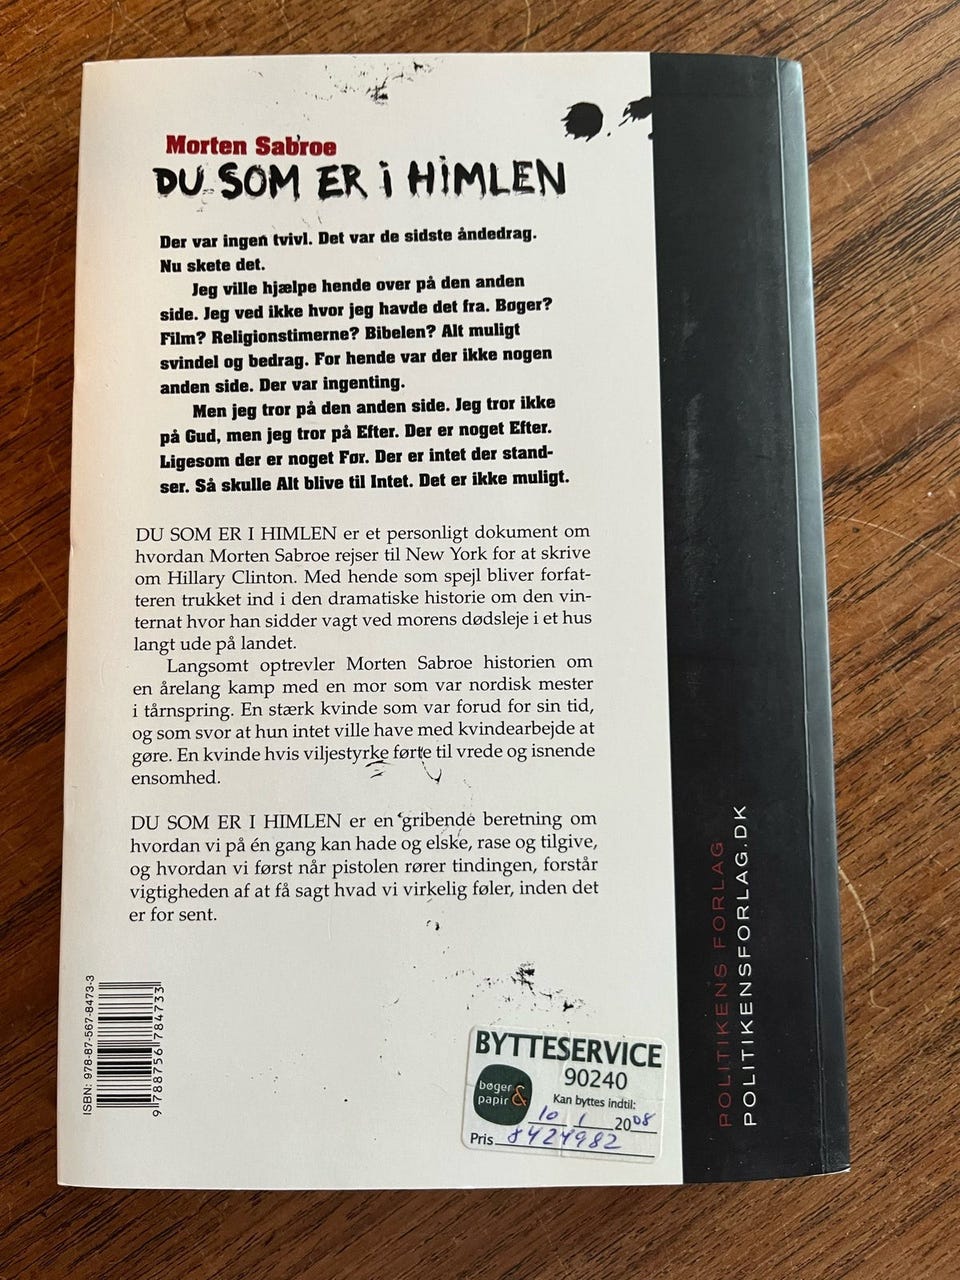 Morten Sabroe
DU SOM ER i HiMLEN
Der var ingen tvivl. Det var de sidste åndedrag.
Nu skete det.
Jeg ville hjælpe hende over på den anden
side. Jeg ved ikke hvor jeg havde det fra. Bøger?
Film? Religionstimerne? Bibelen? Alt muligt
svindel og bedrag. For hende var der ikke nogen
anden side. Der var ingenting.
Men jeg tror på den anden side. Jeg tror ikke
på Gud, men jeg tror på Efter. Der er noget Efter.
Ligesom der er noget Før. Der er intet der stand-
ser. Så skulle Alt blive til Intet. Det er ikke muligt.
DU SOM ER I HIMLEN er et personligt dokument om
hvordan Morten Sabroe rejser til New York for at skrive
om Hillary Clinton. Med hende som spejl bliver forfat-
teren trukket ind i den dramatiske historie om den vin-
ternat hvor han sidder vagt ved morens dødsleje i et hus
langt ude på landet.
Langsomt optrevler Morten Sabroe historien om
en årelang kamp med en mor som var nordisk mester
i tårnspring. En stærk kvinde som var forud for sin tid,
og som svor at hun intet ville have med kvindearbejde at
gøre. En kvinde hvis viljestyrke førte til vrede og isnende
ensomhed.
DU SOM ER I HIMLEN er en gribende beretning om
hvordan vi på én gang kan hade og elske, rase og tilgive,
og hvordan vi først når pistolen rører tindingen, forstår
vigtigheden af at få sagt hvad vi virkelig føler, inden det
er for sent.
ISBN: 978-87-567-8473-3
9 788756 784733
BYTTESERVICE
90240
bøger &
papir
Kan byttes indtil:
10 1 2008
Pris 8424982
POLITIKENS FORLAG
POLITIKENSFORLAG.DK